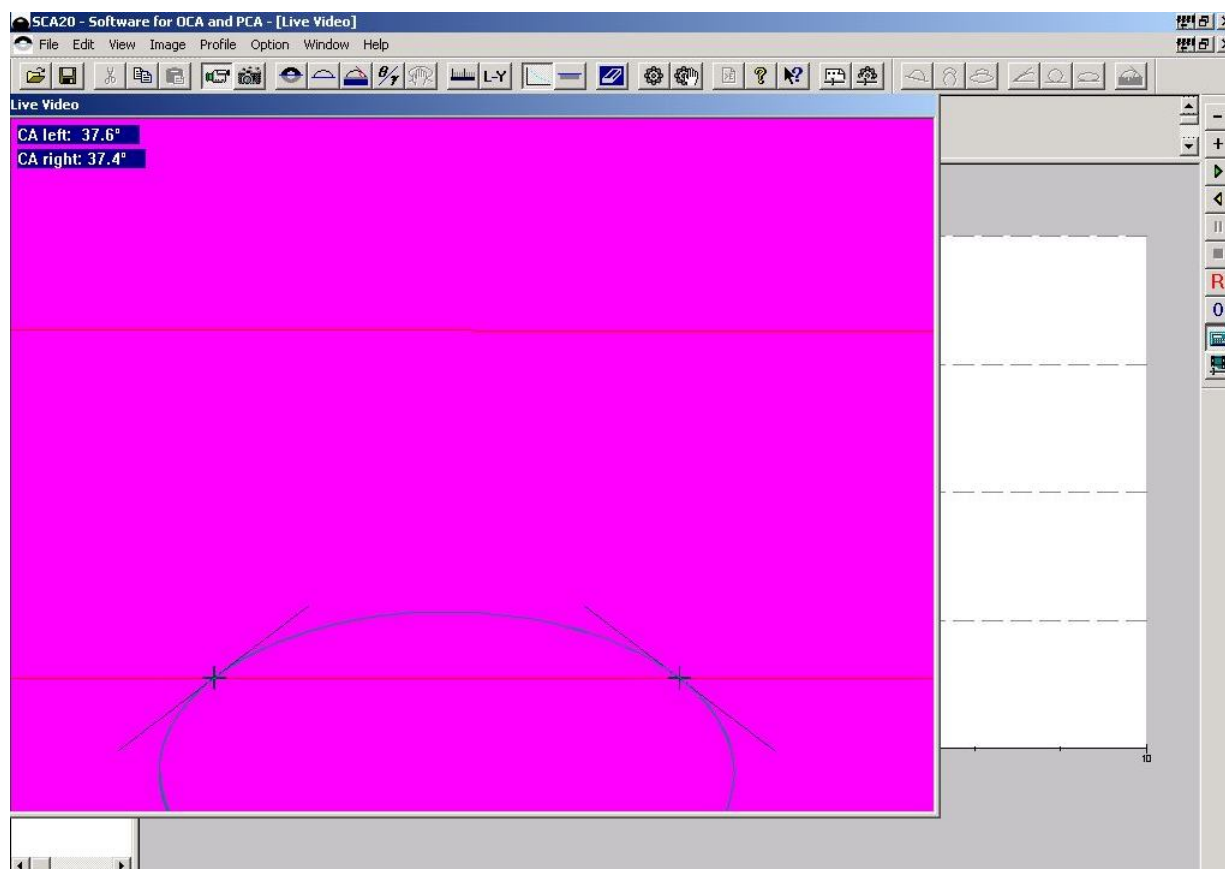 SCA20 - Software for OCA and PCA - [Live Video]
File Edit View Image Profile Option Window Help
θ/γ L-Y
Live Video
CA left: 37.6°
CA right: 37.4°
R
0
10